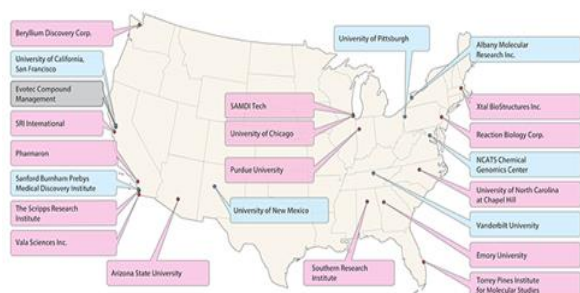 Beryllium Discovery Corp.
University of California,
San Francisco
Evotec Compound
Management
SRI International
Pharmaron
Sanford Burnham Prebys
Medical Discovery Institute
The Scripps Research
Institute
Vala Sciences Inc.
Arizona State University
University of New Mexico
SAMDI Tech
University of Chicago
Purdue University
Southern Research
Institute
University of Pittsburgh
Albany Molecular
Research Inc.
Xtal BioStructures Inc.
Reaction Biology Corp.
NCATS Chemical
Genomics Center
University of North Carolina
at Chapel Hill
Vanderbilt University
Emory University
Torrey Pines Institute
for Molecular Studies